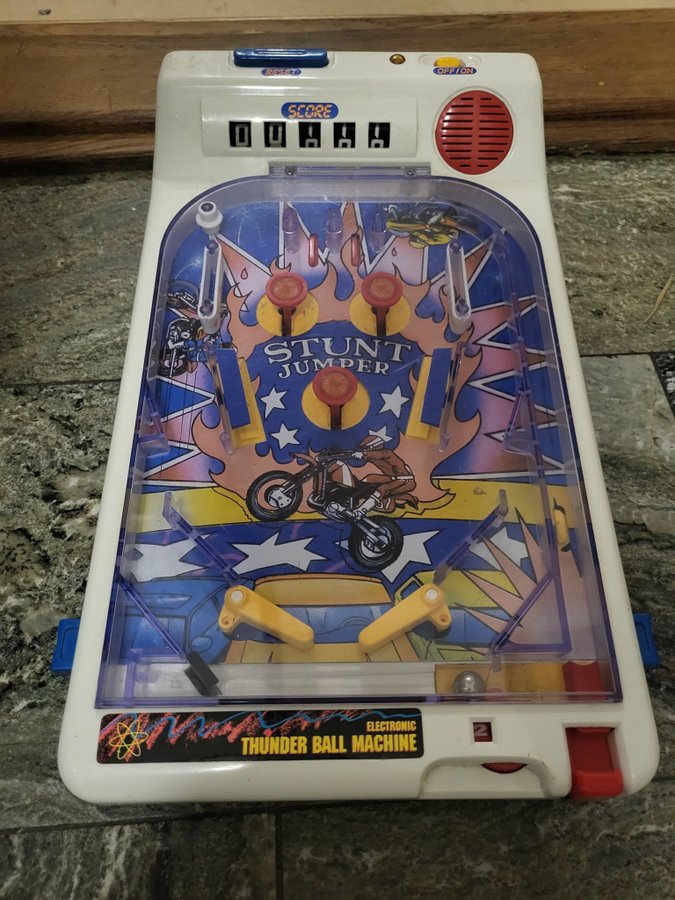 RESET
OFF/ON
SCORE
STUNT
JUMPER
ELECTRONIC
THUNDER BALL MACHINE
2